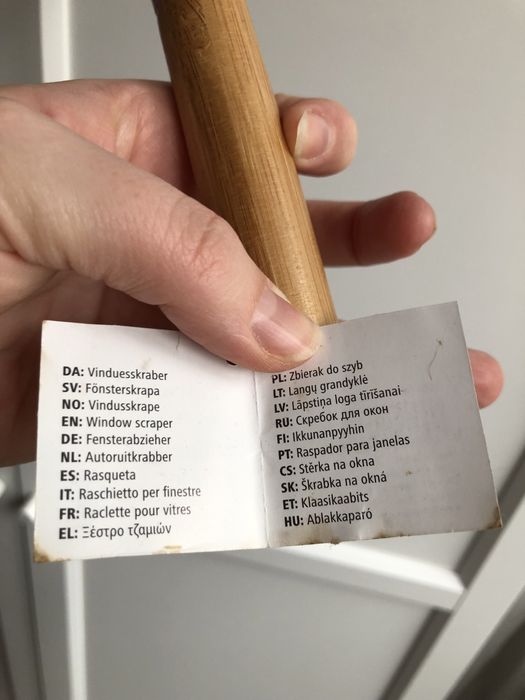 DA: Vinduesskraber
SV: Fönsterskrapa
NO: Vindusskrape
EN: Window scraper
DE: Fensterabzieher
NL: Autoruitkrabber
ES: Rasqueta
IT: Raschietto per finestre
FR: Raclette pour vitres
EL: Ξέστρο τζαμιών
PL: Zbierak do szyb
LT: Langų grandyklė
LV: Lāpstiņa loga tīrīšanai
RU: Скребок для окон
FI: Ikkunanpyyhin
PT: Raspador para janelas
CS: Stěrka na okna
SK: Škrabka na okná
ET: Klaasikaabits
HU: Ablakkaparó